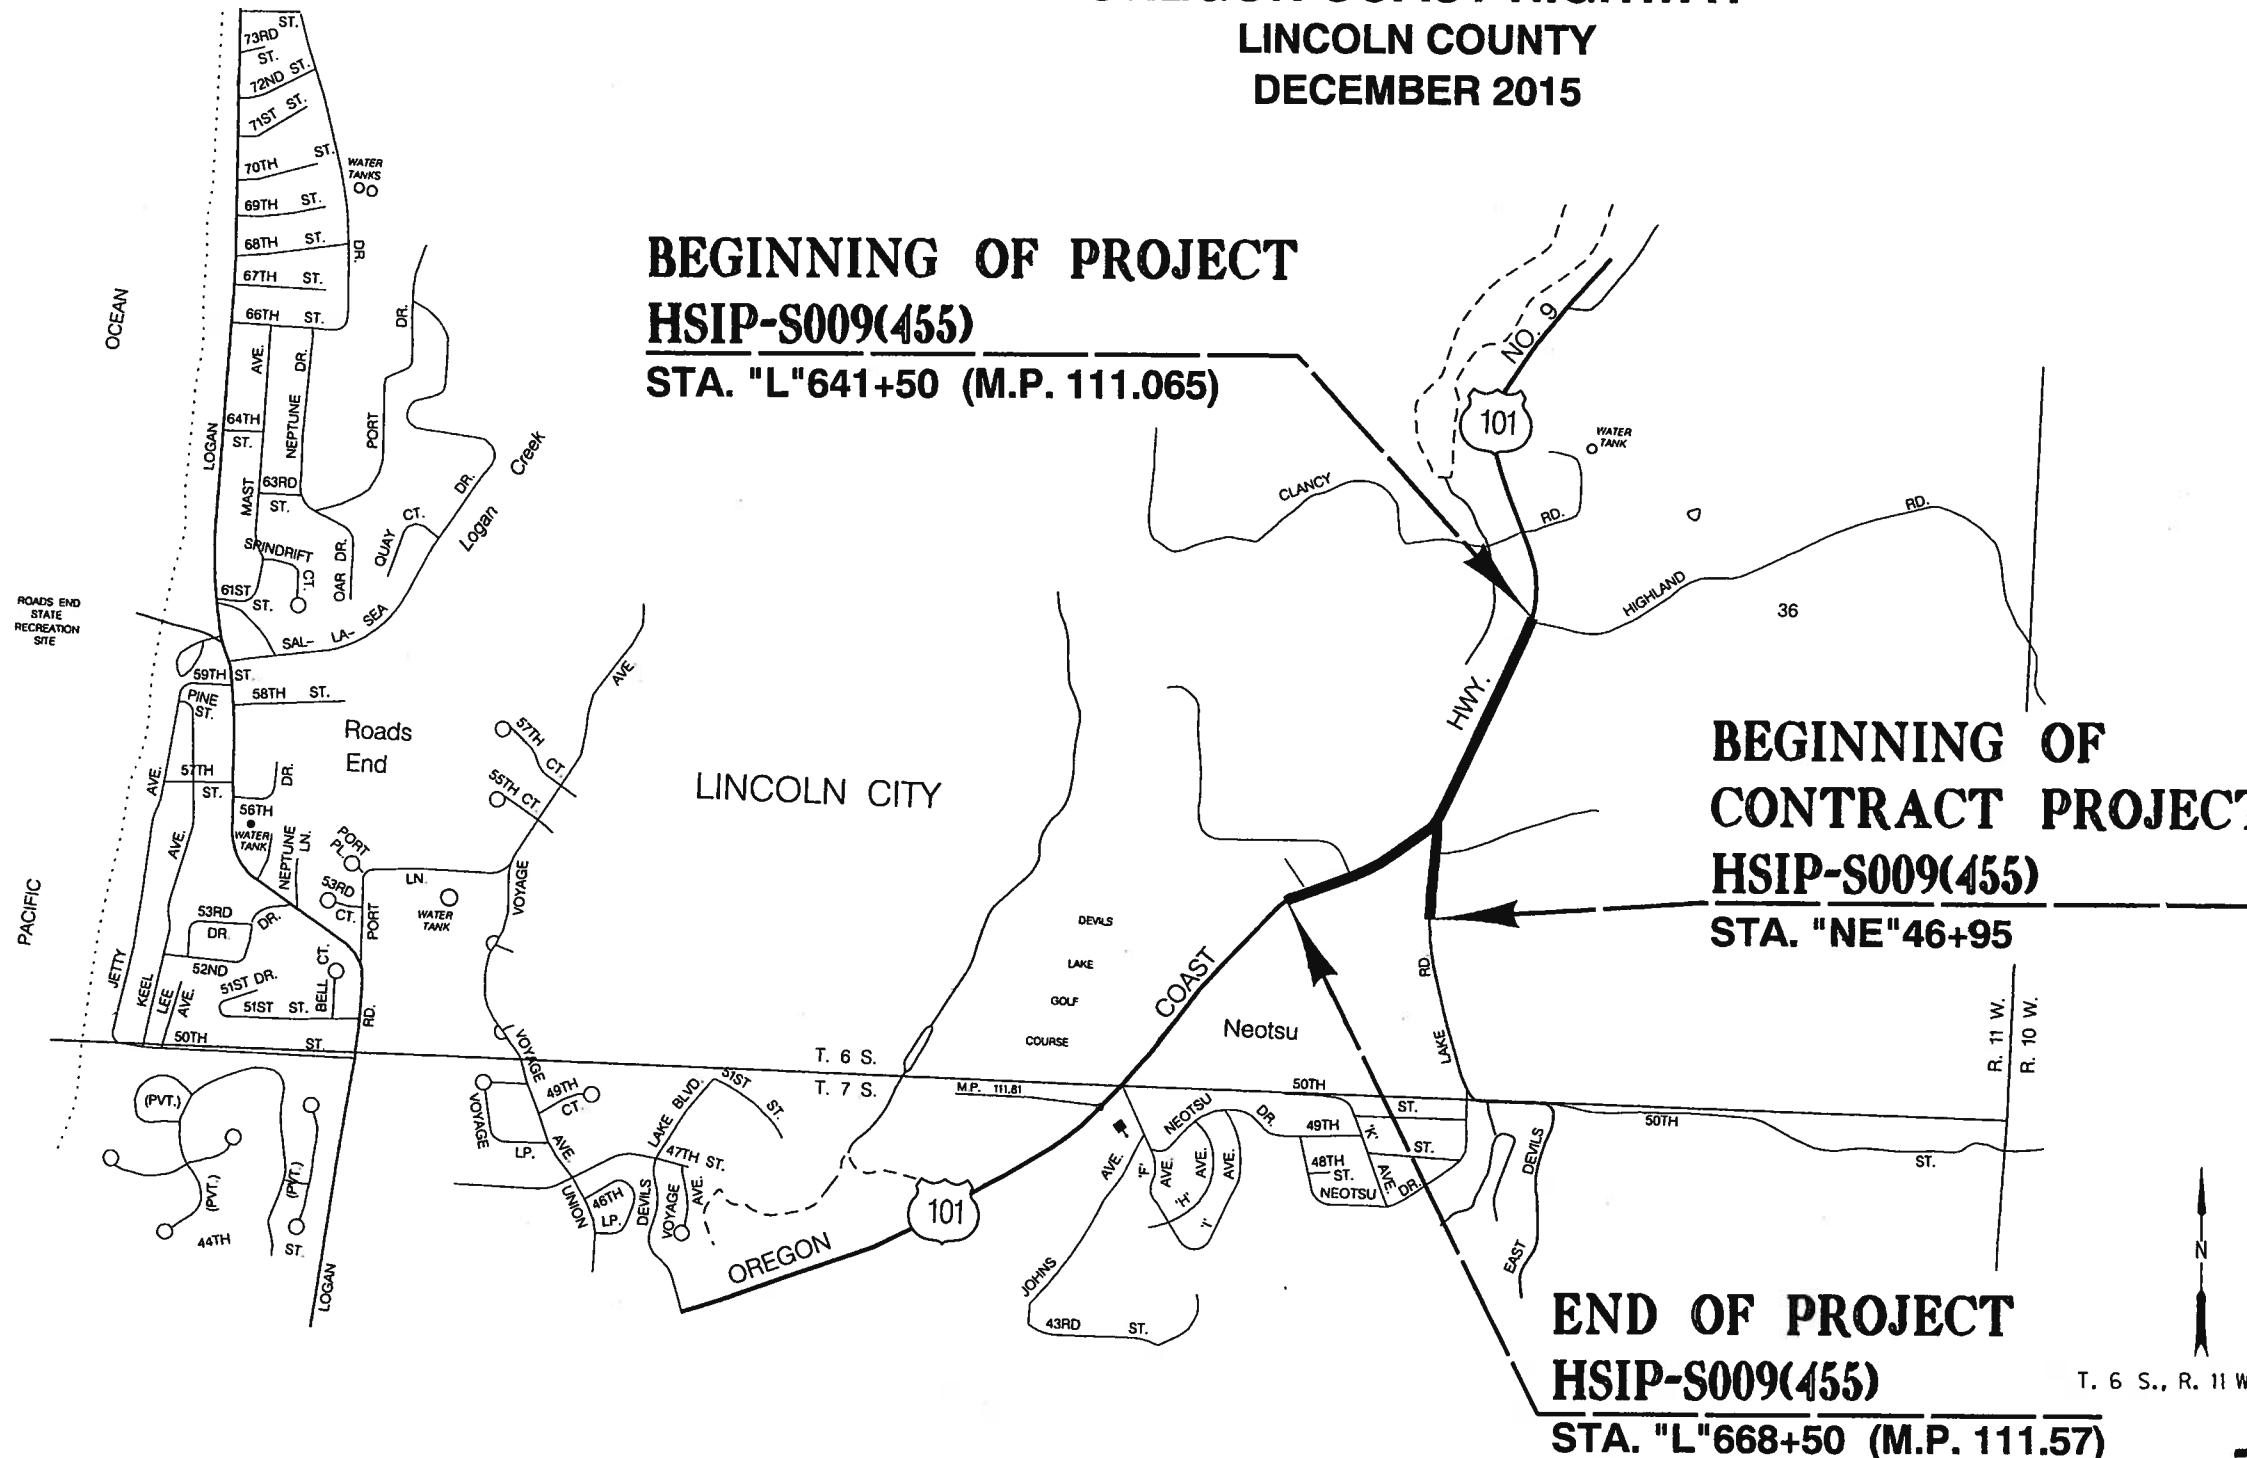 LINCOLN COUNTY
DECEMBER 2015
BEGINNING OF PROJECT
HSIP-S009(455)
STA. "L"641+50 (M.P. 111.065)
BEGINNING OF
CONTRACT PROJECT
HSIP-S009(455)
STA. "NE"46+95
END OF PROJECT
HSIP-S009(455)
STA. "L"668+50 (M.P. 111.57)
T. 6 S., R. 11 W
N
ST.
73RD
ST.
72ND ST.
71ST ST.
70TH ST.
WATER
TANKS
69TH ST.
68TH ST.
DR.
67TH ST.
66TH ST.
OCEAN
AVE.
DR.
DR.
64TH
ST.
NEPTUNE
PORT
LOGAN
MAST
63RD
ST.
DR.
Creek
Logan
CT.
QUAY
SPINDRIFT
CT.
OAR DR.
61ST
ST.
SAL- LA- SEA
ROADS END
STATE
RECREATION
SITE
59TH ST.
PINE
ST.
58TH ST.
Roads
End
57TH
ST.
AVE.
DR.
56TH
WATER
TANK
AVE.
NEPTUNE
LN.
PORT
PL.
53RD
CT.
LN.
WATER
TANK
PORT
VOYAGE
AVE.
57TH
CT.
55TH CT.
LINCOLN CITY
PACIFIC
53RD
DR.
DR.
52ND
51ST DR.
51ST ST.
BELL
CT.
JETTY
KEEL
LEE
AVE.
RD.
50TH ST.
(PVT.)
(PVT.)
(PVT.)
44TH ST.
LOGAN
VOYAGE
49TH
CT.
VOYAGE
LP.
AVE.
UNION
46TH
LP.
LAKE BLVD.
DEVILS
51ST
ST.
47TH ST.
VOYAGE
AVE.
T. 6 S.
T. 7 S.
M.P. 111.81
OREGON
101
COAST
HWY.
101
NO. 9
WATER
TANK
CLANCY
RD.
HIGHLAND
RD.
36
DEVILS
LAKE
GOLF
COURSE
Neotsu
RD.
LAKE
50TH
ST.
NEOTSU
DR.
49TH
'K'
ST.
48TH
ST.
NEOTSU
AVE.
DR.
AVE.
'F'
AVE.
AVE.
AVE.
'H'
'I'
JOHNS
43RD ST.
DEVILS
EAST
50TH
ST.
R. 11 W.
R. 10 W.